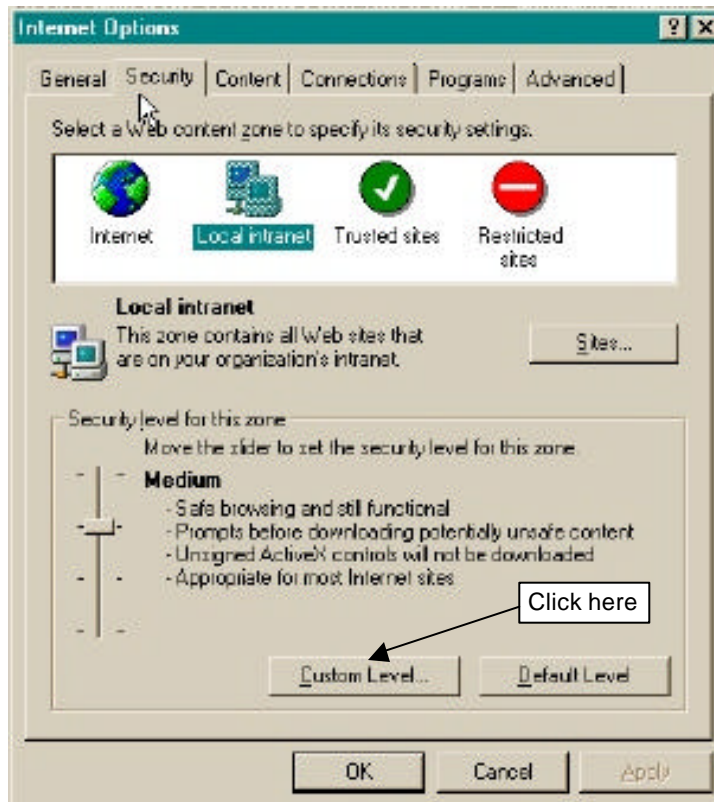 Internet Options
General Security Content Connections Programs Advanced
Select a Web content zone to specify its security settings.
Internet Local intranet Trusted sites Restricted sites
Local intranet
This zone contains all Web sites that
are on your organization's intranet.
Sites...
Security level for this zone
Move the slider to set the security level for this zone.
Medium
- Safe browsing and still functional
- Prompts before downloading potentially unsafe content
- Unsigned ActiveX controls will not be downloaded
- Appropriate for most Internet sites
Click here
Custom Level... Default Level
OK Cancel Apply